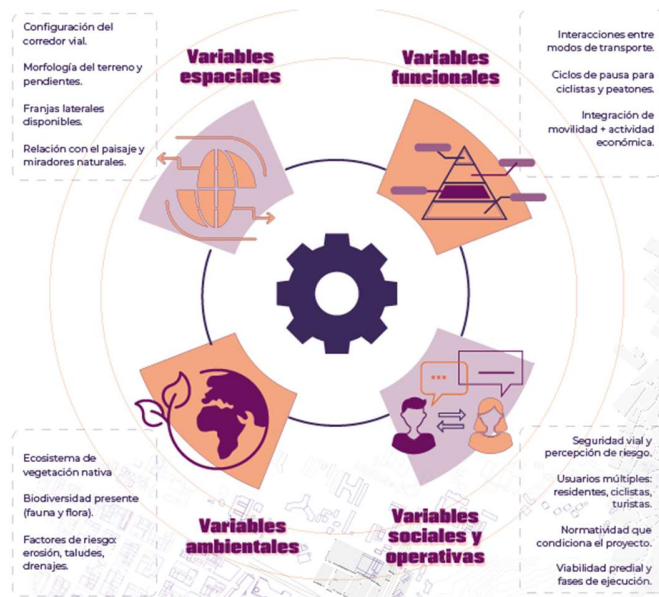 Configuración del
corredor vial.
Morfología del terreno y
pendientes.
Franjas laterales
disponibles.
Relación con el paisaje y
miradores naturales.
Variables
espaciales
Variables
funcionales
Interacciones entre
modos de transporte.
Ciclos de pausa para
ciclistas y peatones.
Integración de
movilidad + actividad
económica.
Ecosistema de
vegetación nativa
Biodiversidad presente
(fauna y flora).
Factores de riesgo:
erosión, taludes,
drenajes.
Variables
ambientales
Variables
sociales y
operativas
Seguridad vial y
percepción de riesgo.
Usuarios múltiples:
residentes, ciclistas,
turistas.
Normatividad que
condiciona el proyecto.
Viabilidad predial y
fases de ejecución.